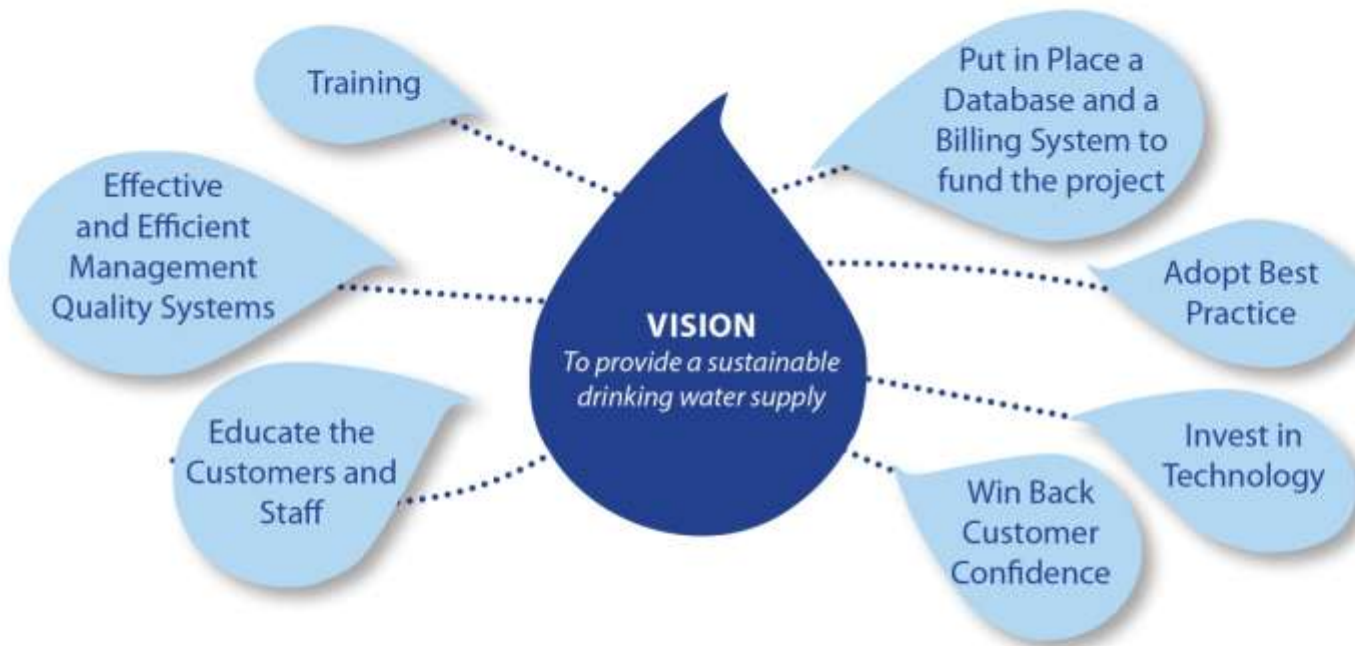 Training
Effective
and Efficient
Management
Quality Systems
Educate the
Customers and
Staff
VISION
To provide a sustainable
drinking water supply
Put in Place a
Database and a
Billing System to
fund the project
Adopt Best
Practice
Invest in
Technology
Win Back
Customer
Confidence